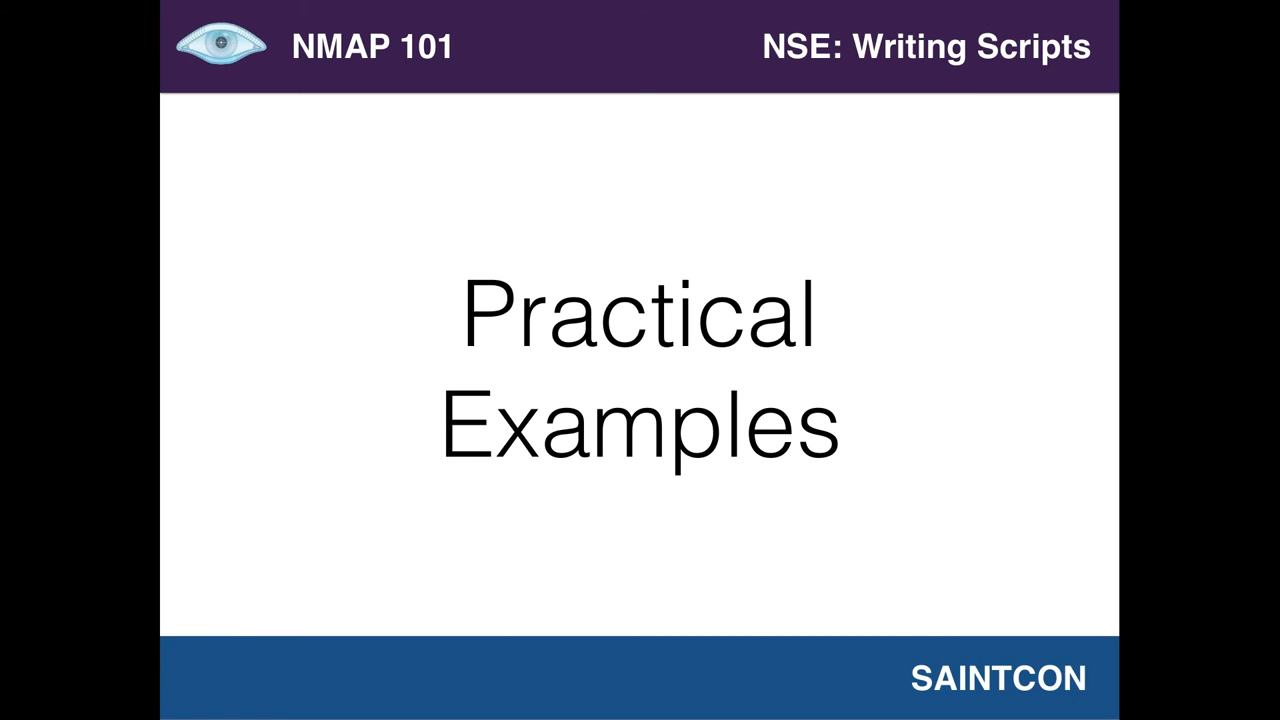 NMAP 101
NSE: Writing Scripts
Practical
Examples
SAINTCON